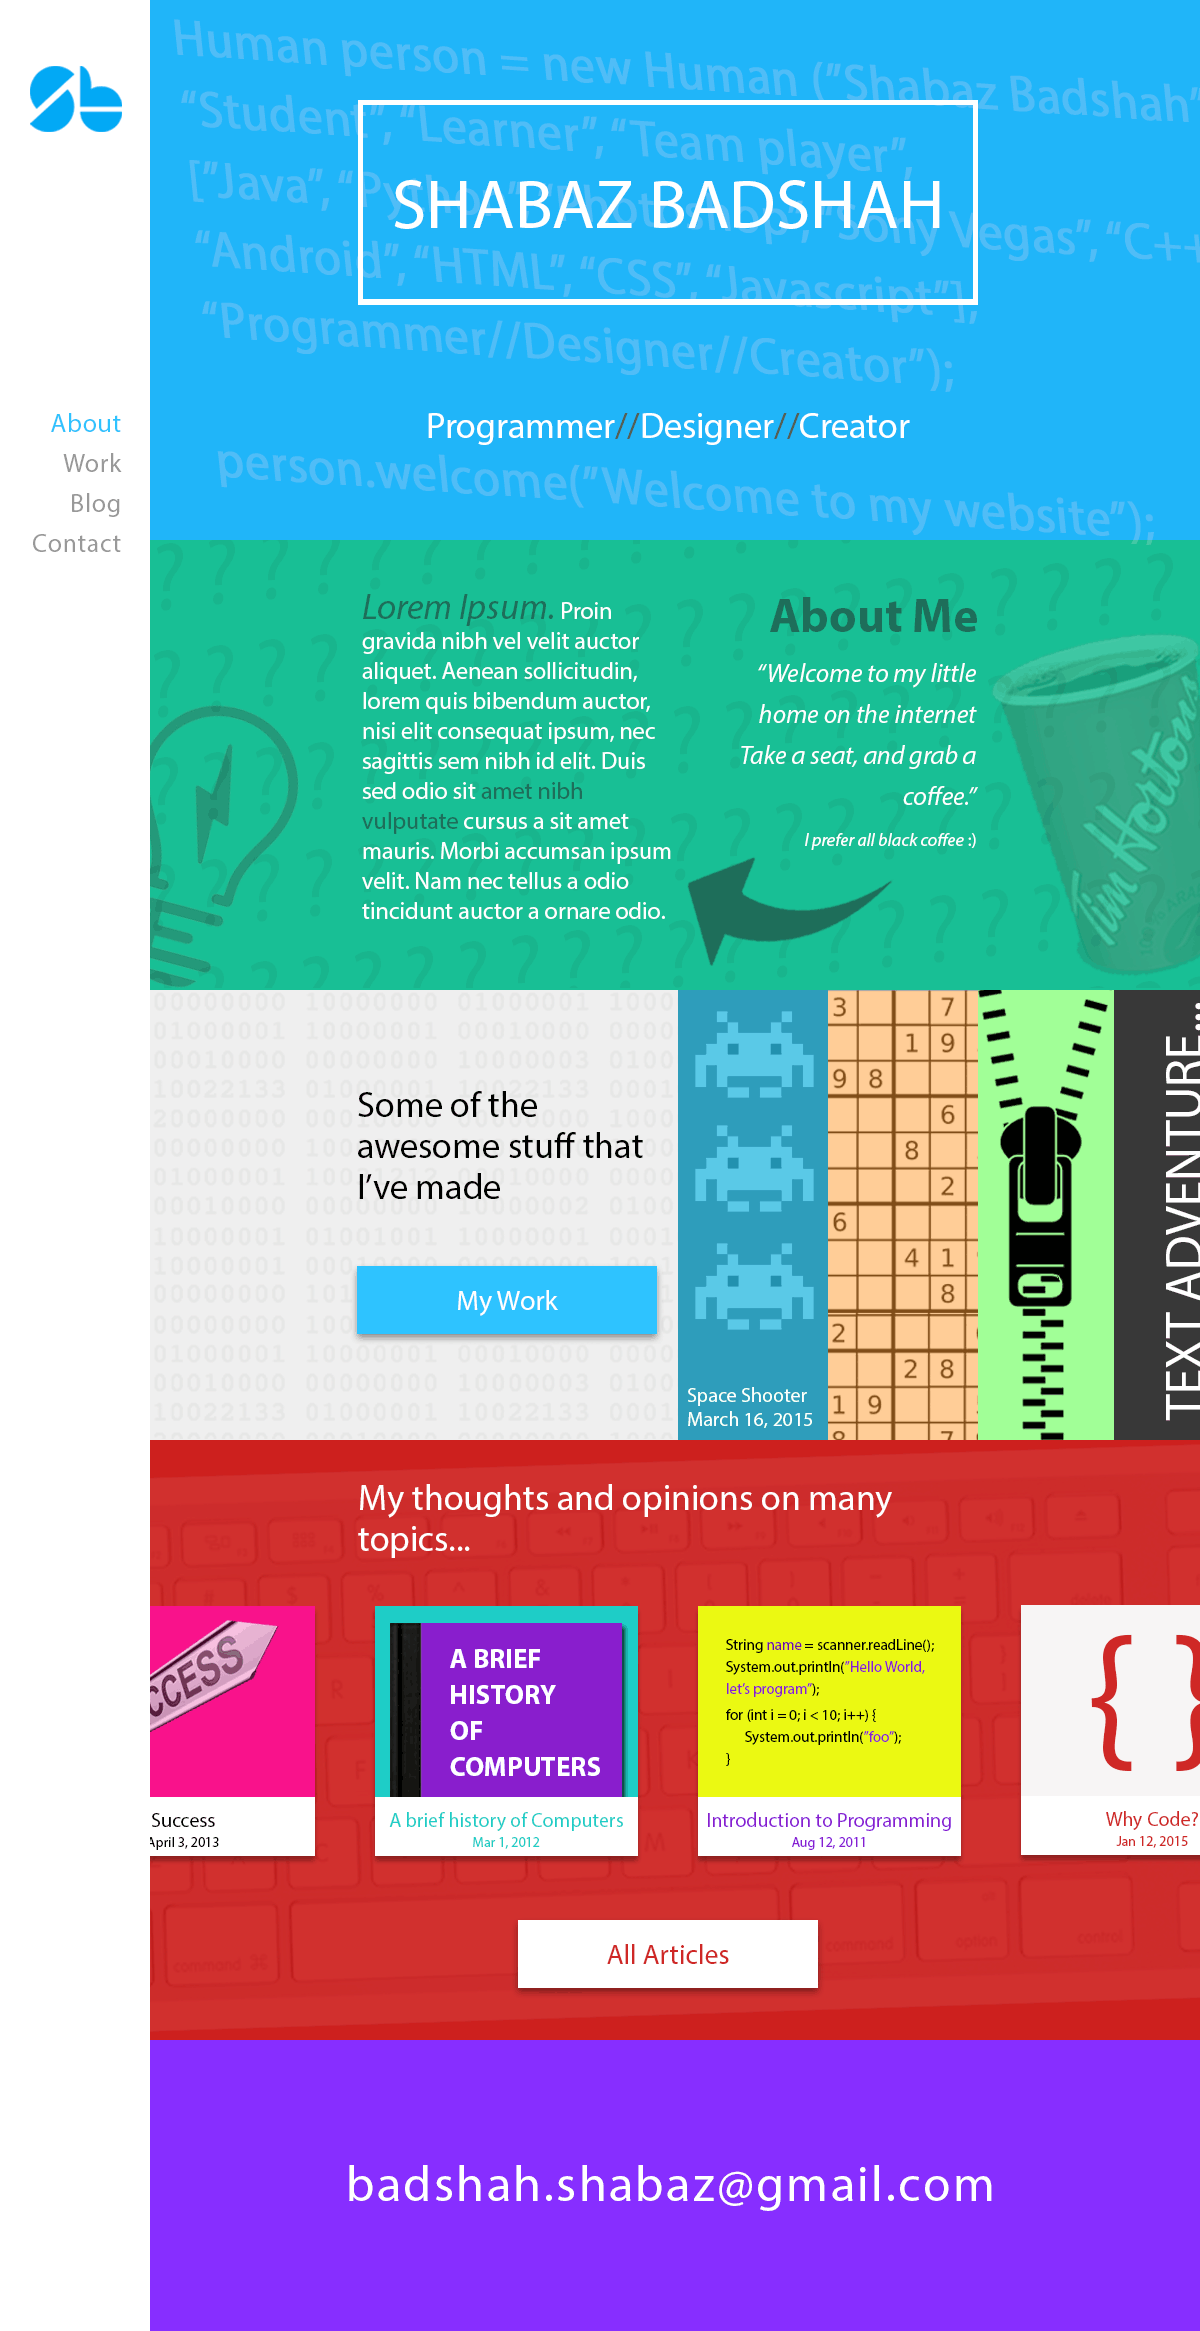 About
Work
Blog
Contact
Human person = new Human ("Shabaz Badshah"
“Student”, “Learner”, “Team player”,
["Java", “Python”, “Photoshop”, “Sony Vegas”, “C++
“Android”, “HTML”, “CSS”, “Javascript”],
“Programmer//Designer//Creator”);
SHABAZ BADSHAH
Programmer//Designer//Creator
person.welcome(”Welcome to my website”);
Lorem Ipsum. Proin
gravida nibh vel velit auctor
aliquet. Aenean sollicitudin,
lorem quis bibendum auctor,
nisi elit consequat ipsum, nec
sagittis sem nibh id elit. Duis
sed odio sit amet nibh
vulputate cursus a sit amet
mauris. Morbi accumsan ipsum
velit. Nam nec tellus a odio
tincidunt auctor a ornare odio.
About Me
“Welcome to my little
home on the internet
Take a seat, and grab a
coffee.”
I prefer all black coffee :)
Tim Hortons
Some of the
awesome stuff that
I’ve made
My Work
Space Shooter
March 16, 2015
3 7
1 9
9 8
6
8
2
6
4 1
8
2
2 8
1 9
8 7
TEXT ADVENTURE...
My thoughts and opinions on many
topics...
CCESS
Success
April 3, 2013
A BRIEF
HISTORY
OF
COMPUTERS
A brief history of Computers
Mar 1, 2012
String name = scanner.readLine();
System.out.println(”Hello World,
let’s program”);
for (int i = 0; i < 10; i++) {
System.out.println(”foo”);
}
Introduction to Programming
Aug 12, 2011
{ }
Why Code?
Jan 12, 2015
command
command
option
control
All Articles
badshah.shabaz@gmail.com